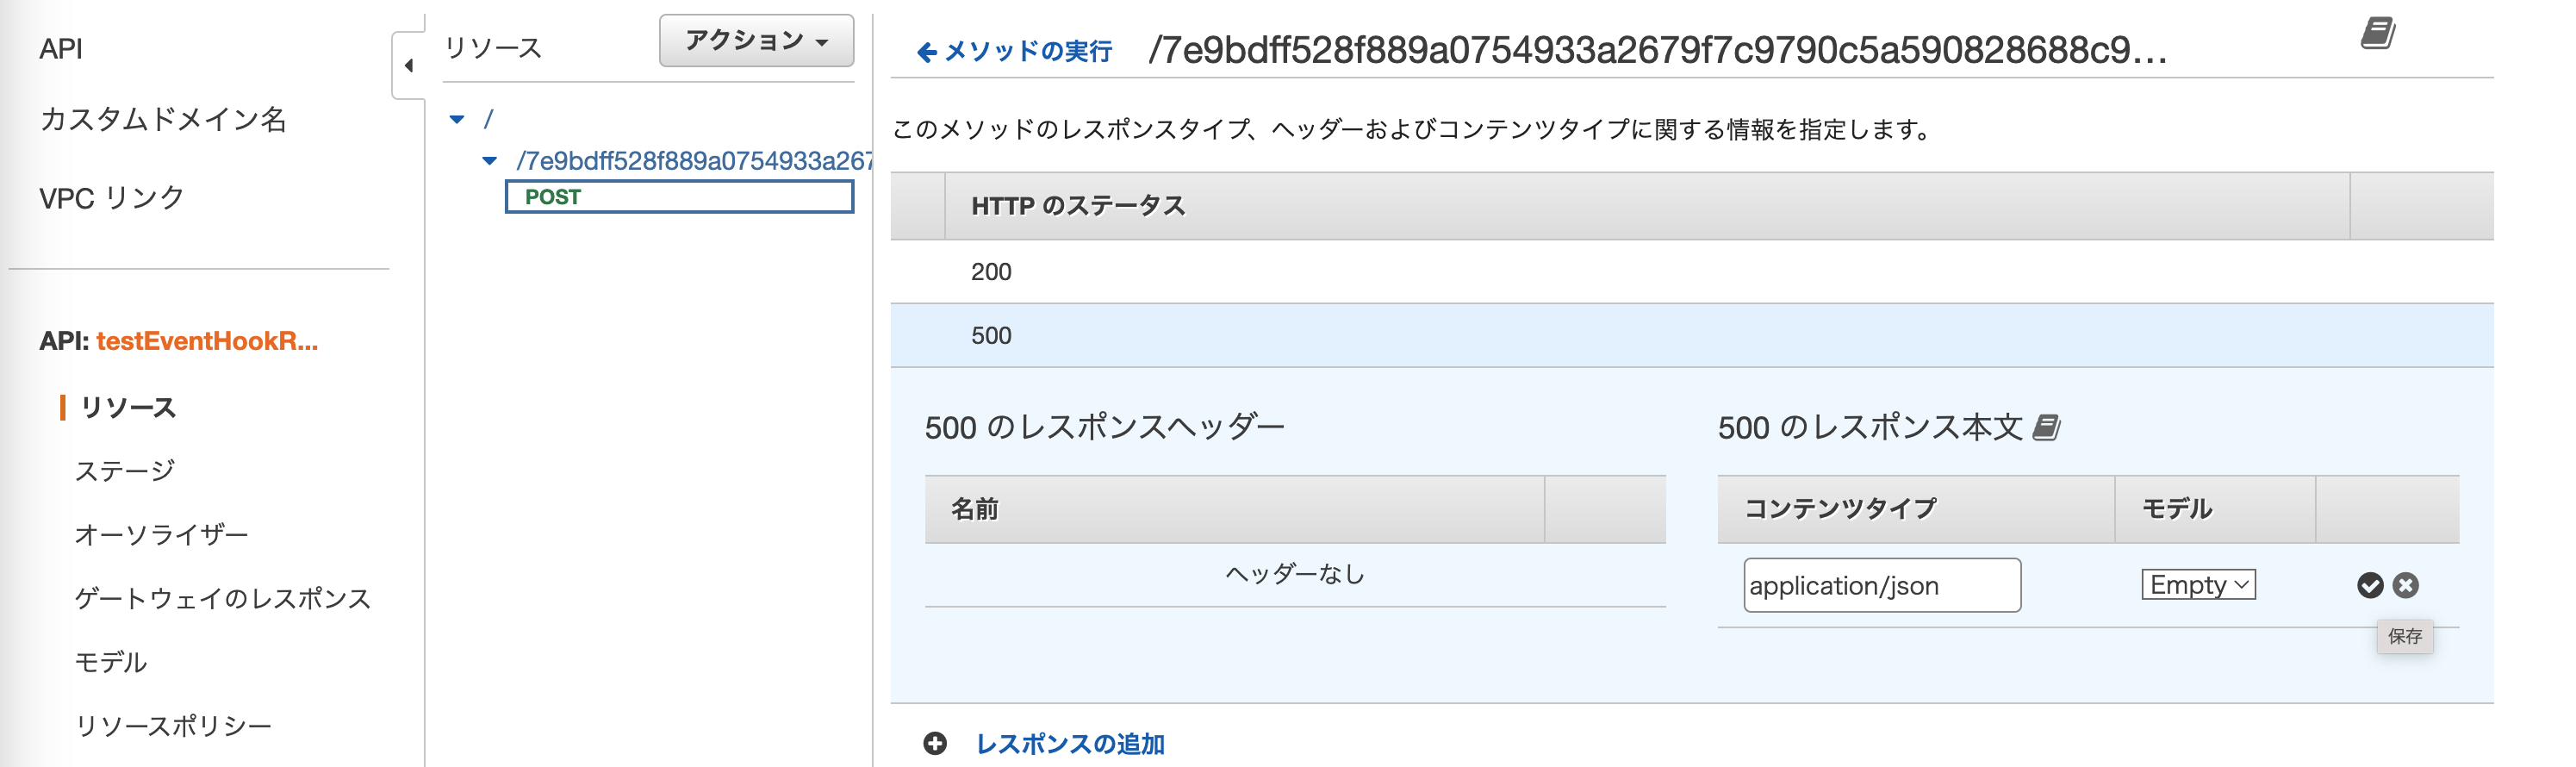 API
カスタムドメイン名
VPC リンク
API: testEventHookR...
リソース
ステージ
オーソライザー
ゲートウェイのレスポンス
モデル
リソースポリシー
リソース
アクション
/
/7e9bdff528f889a0754933a267
POST
メソッドの実行
/7e9bdff528f889a0754933a2679f7c9790c5a590828688c9...
このメソッドのレスポンスタイプ、ヘッダーおよびコンテンツタイプに関する情報を指定します。
HTTP のステータス
200
500
500 のレスポンスヘッダー
名前
ヘッダーなし
500 のレスポンス本文
コンテンツタイプ モデル
application/json Empty
保存
レスポンスの追加